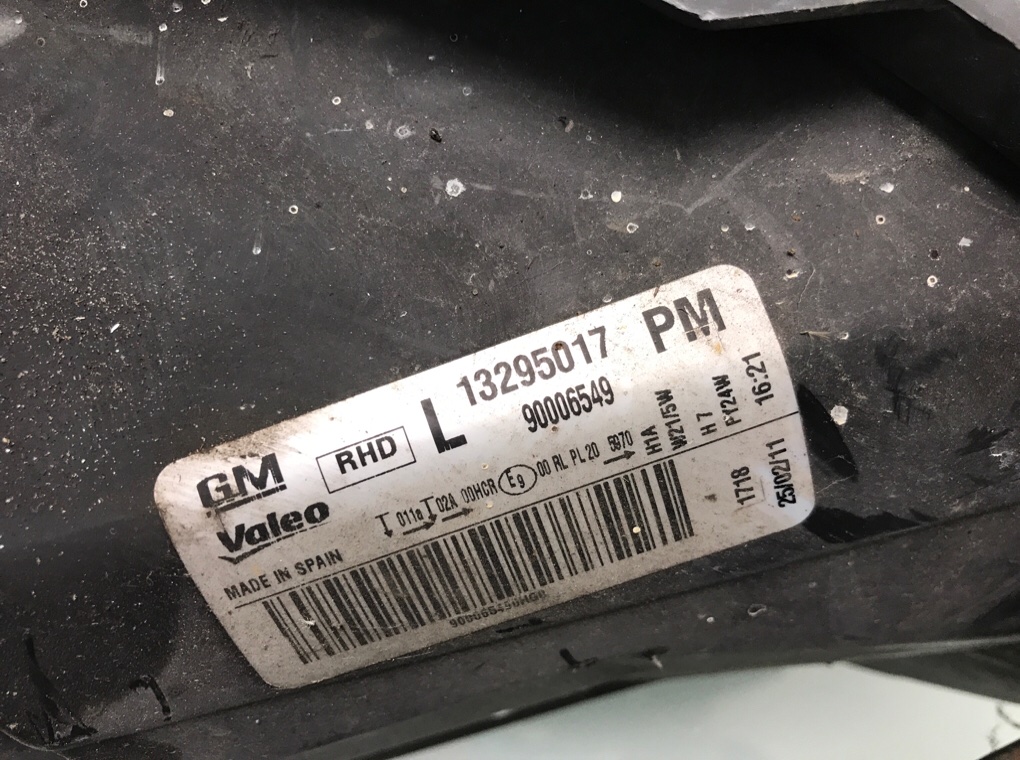 GM
RHD
L
13295017
PM
Valeo
90006549
011a 02A 00HCR E9 00 RL PL 20 5970
H1A
W21/5W
H7
PY24W
16:21
1718
25/02/11
MADE IN SPAIN